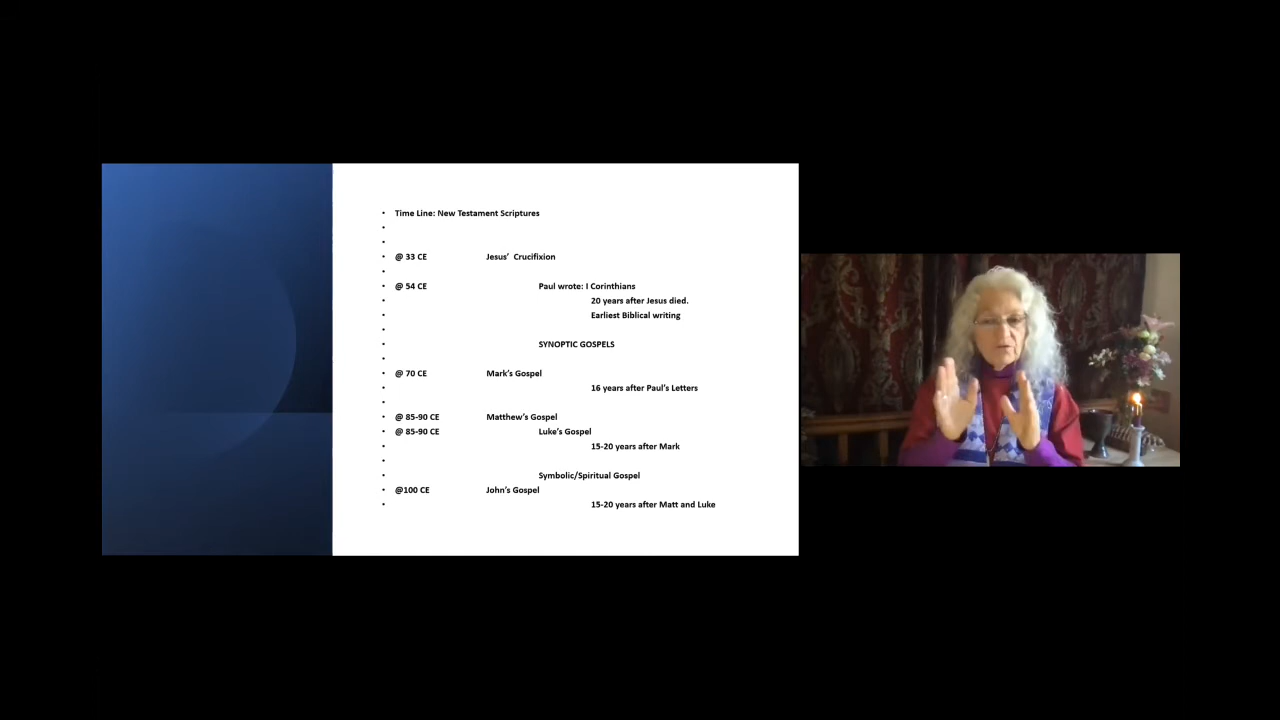 Time Line: New Testament Scriptures
@ 33 CE Jesus' Crucifixion
@ 54 CE Paul wrote: I Corinthians
20 years after Jesus died.
Earliest Biblical writing
SYNOPTIC GOSPELS
@ 70 CE Mark's Gospel
16 years after Paul's Letters
@ 85-90 CE Matthew's Gospel
@ 85-90 CE Luke's Gospel
15-20 years after Mark
Symbolic/Spiritual Gospel
@100 CE John's Gospel
15-20 years after Matt and Luke